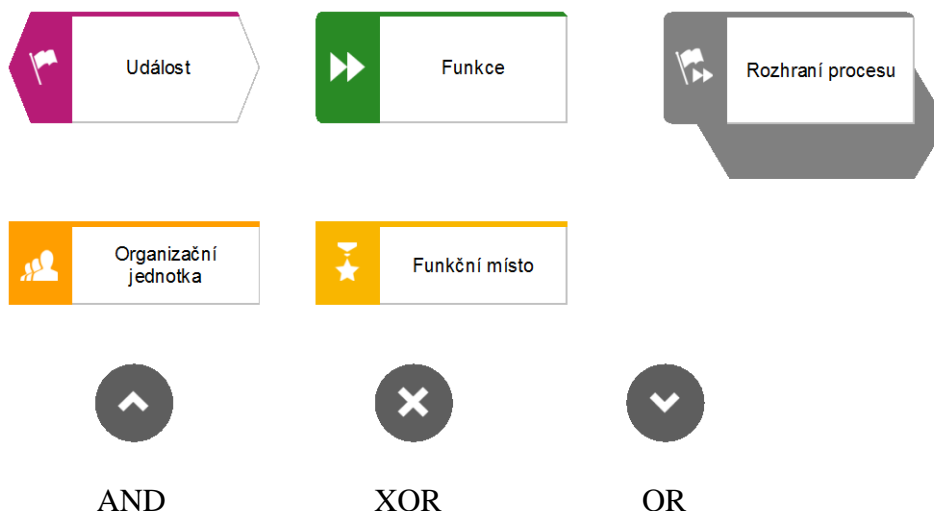 Událost
Funkce
Rozhraní procesu
Organizační
jednotka
Funkční místo
AND
XOR
OR